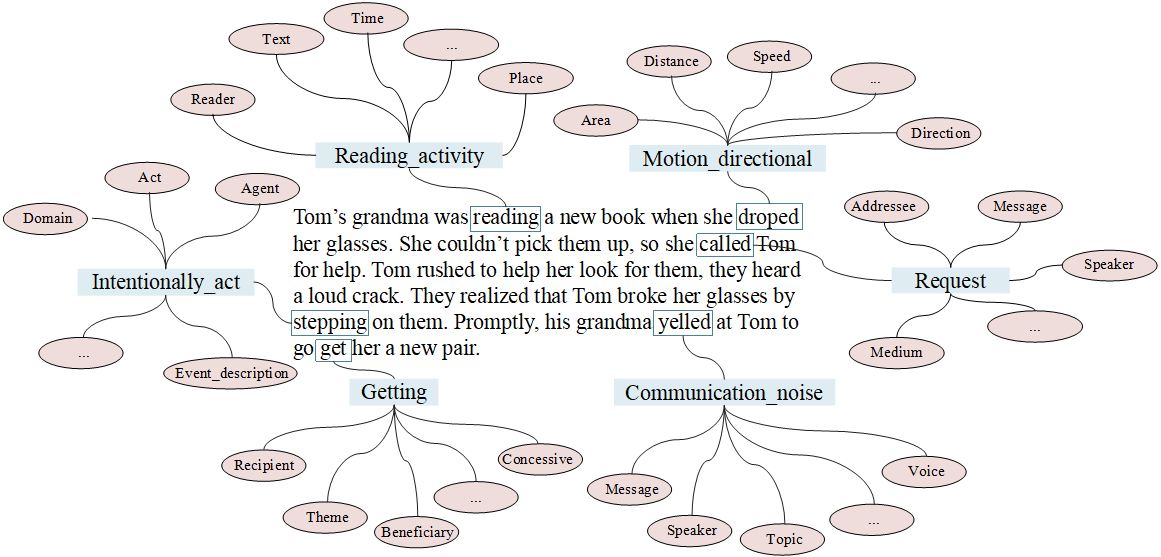 Time
Text
...
Place
Reader
Reading_activity
Speed
Distance
...
Area
Direction
Motion_directional
Act
Agent
Domain
Intentionally_act
...
Event_description
Tom's grandma was reading a new book when she droped
her glasses. She couldn't pick them up, so she called Tom
for help. Tom rushed to help her look for them, they heard
a loud crack. They realized that Tom broke her glasses by
stepping on them. Promptly, his grandma yelled at Tom to
go get her a new pair.
Addressee
Message
Speaker
Request
...
Medium
Getting
Recipient
Concessive
...
Theme
Beneficiary
Communication_noise
Voice
Message
...
Speaker
Topic